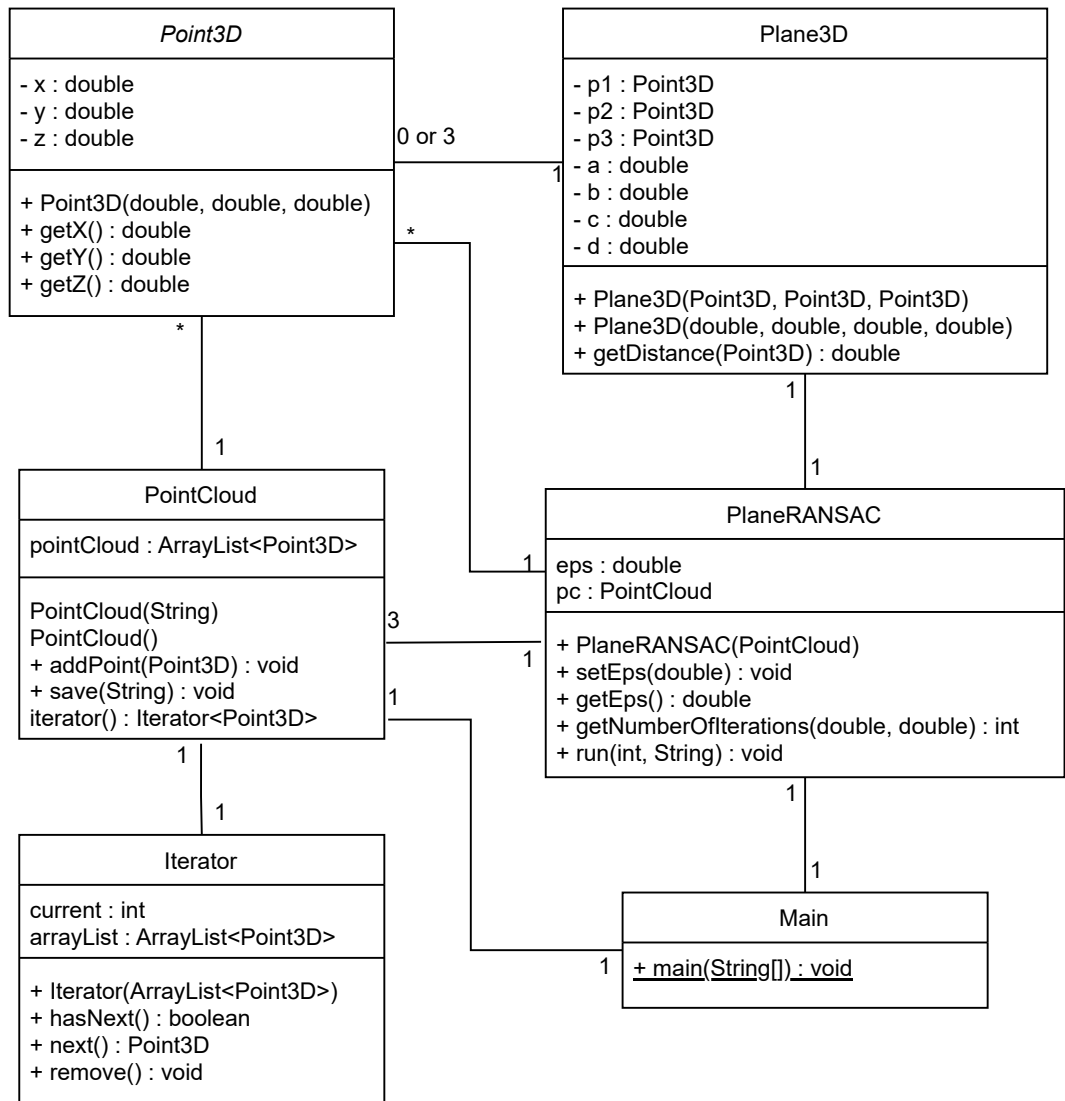 Point3D
- x : double
- y : double
- z : double
+ Point3D(double, double, double)
+ getX() : double
+ getY() : double
+ getZ() : double
0 or 3
1
*
*
1
Plane3D
- p1 : Point3D
- p2 : Point3D
- p3 : Point3D
- a : double
- b : double
- c : double
- d : double
+ Plane3D(Point3D, Point3D, Point3D)
+ Plane3D(double, double, double, double)
+ getDistance(Point3D) : double
1
1
PointCloud
pointCloud : ArrayList<Point3D>
PointCloud(String)
PointCloud()
+ addPoint(Point3D) : void
+ save(String) : void
iterator() : Iterator<Point3D>
1
3
1
1
PlaneRANSAC
eps : double
pc : PointCloud
+ PlaneRANSAC(PointCloud)
+ setEps(double) : void
+ getEps() : double
+ getNumberOfIterations(double, double) : int
+ run(int, String) : void
1
1
1
1
Iterator
current : int
arrayList : ArrayList<Point3D>
+ Iterator(ArrayList<Point3D>)
+ hasNext() : boolean
+ next() : Point3D
+ remove() : void
1
Main
+ main(String[]) : void